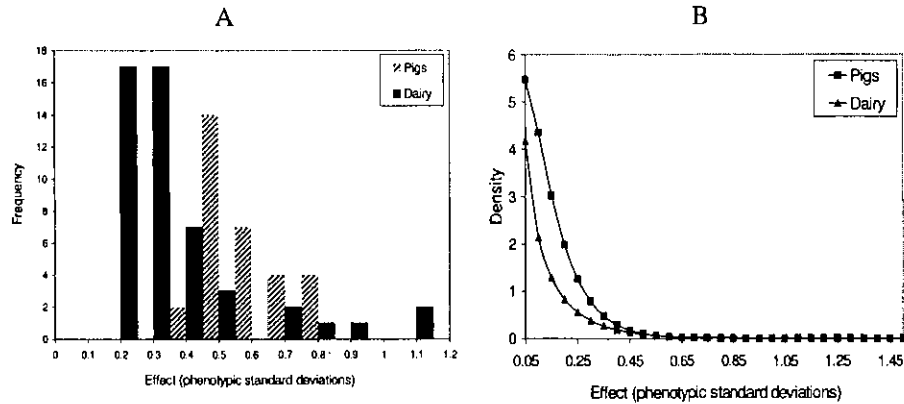 A
18
16
14
12
10
8
6
4
2
0
Frequency
Pigs
Dairy
0 0.1 0.2 0.3 0.4 0.5 0.6 0.7 0.8 0.9 1 1.1 1.2
Effect (phenotypic standard deviations)
B
6
5
4
3
2
1
0
Density
Pigs
Dairy
0.05 0.25 0.45 0.65 0.85 1.05 1.25 1.45
Effect (phenotypic standard deviations)